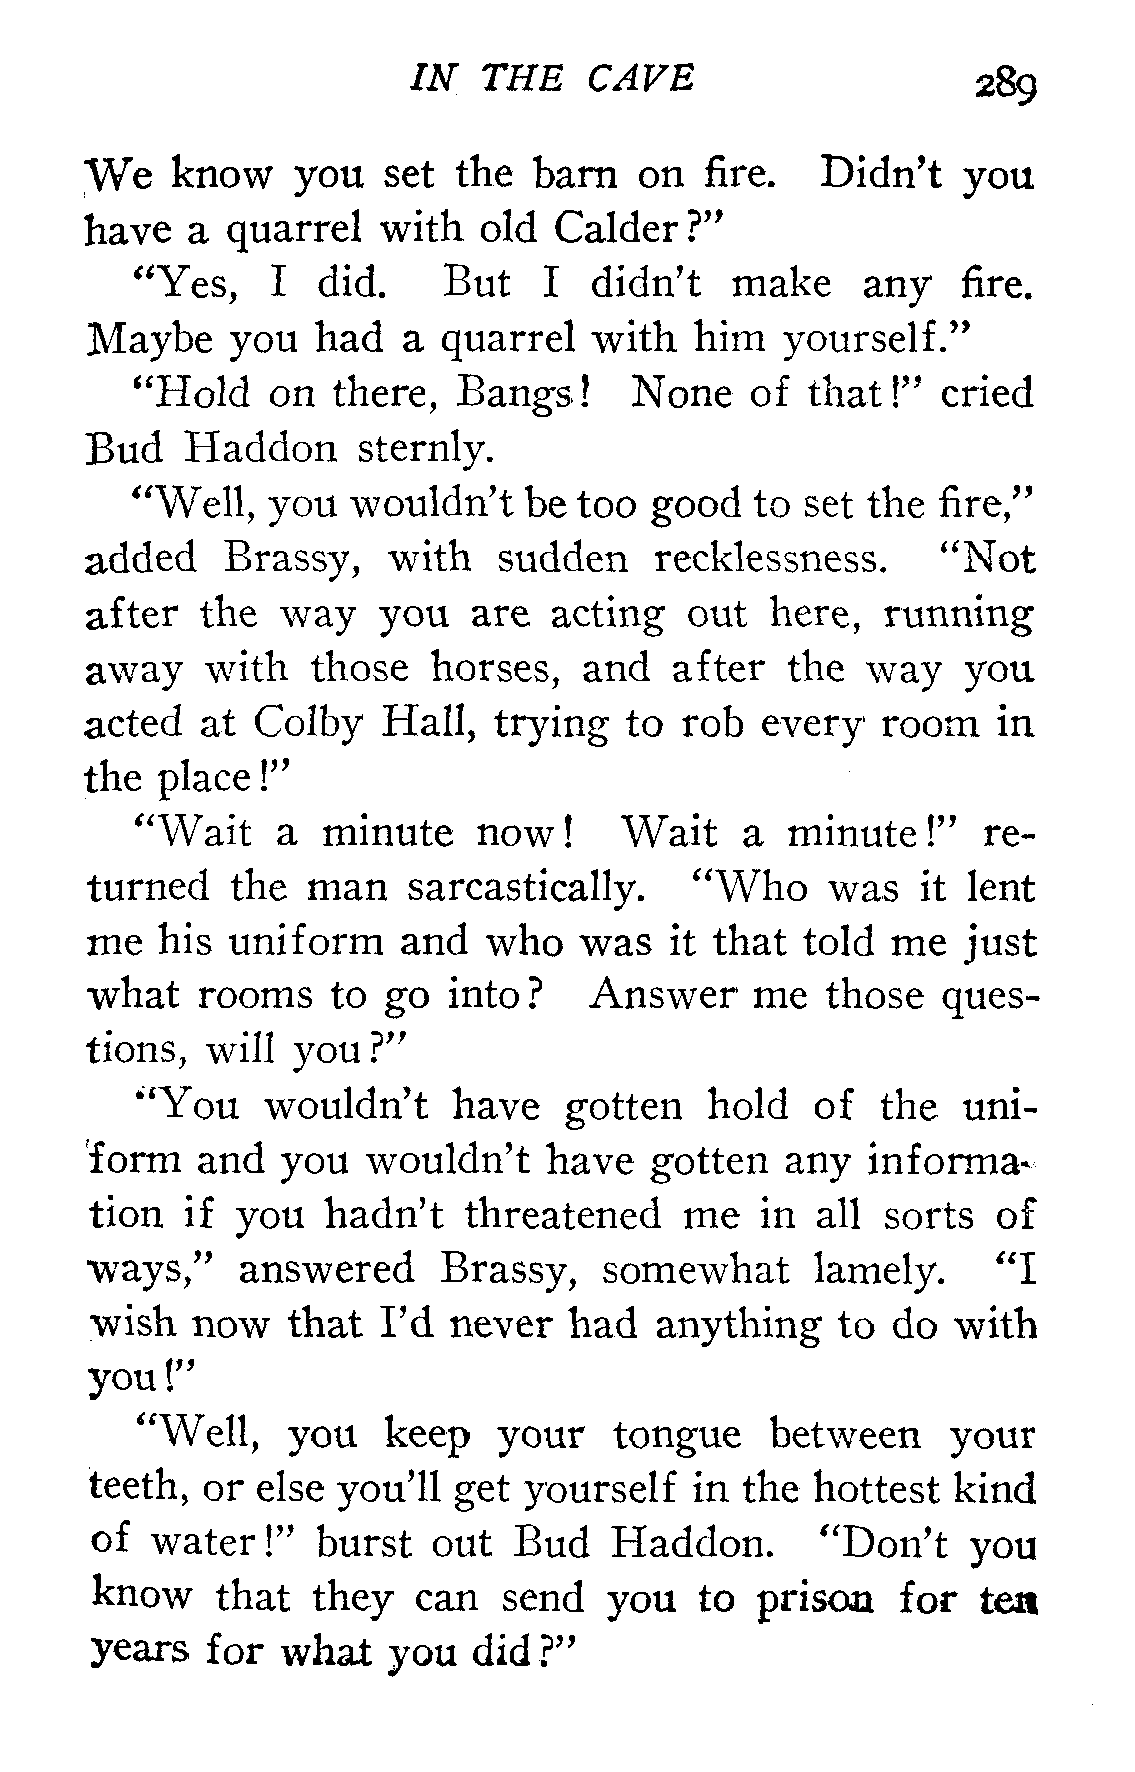 IN THE CAVE 289
We know you set the barn on fire. Didn't you
have a quarrel with old Calder?"
"Yes, I did. But I didn't make any fire.
Maybe you had a quarrel with him yourself."
"Hold on there, Bangs! None of that!" cried
Bud Haddon sternly.
"Well, you wouldn't be too good to set the fire,"
added Brassy, with sudden recklessness. "Not
after the way you are acting out here, running
away with those horses, and after the way you
acted at Colby Hall, trying to rob every room in
the place!"
"Wait a minute now! Wait a minute!" re-
turned the man sarcastically. "Who was it lent
me his uniform and who was it that told me just
what rooms to go into? Answer me those ques-
tions, will you?"
"You wouldn't have gotten hold of the uni-
form and you wouldn't have gotten any informa-
tion if you hadn't threatened me in all sorts of
ways," answered Brassy, somewhat lamely. "I
wish now that I'd never had anything to do with
you!"
"Well, you keep your tongue between your
teeth, or else you'll get yourself in the hottest kind
of water!" burst out Bud Haddon. "Don't you
know that they can send you to prison for ten
years for what you did?"